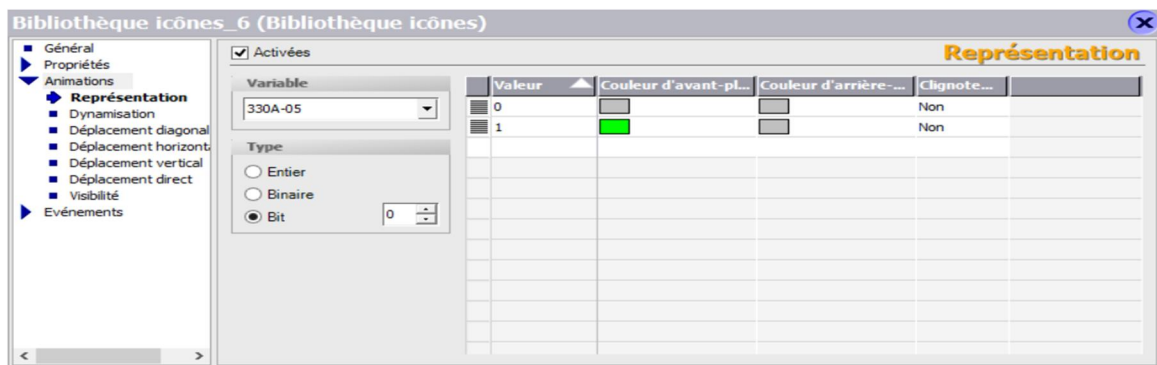 Bibliothèque icônes_6 (Bibliothèque icônes)
Général
Propriétés
Animations
Représentation
Dynamisation
Déplacement diagonal
Déplacement horizonta
Déplacement vertical
Déplacement direct
Visibilité
Evénements
Activées
Représentation
Variable
330A-05
Type
Entier
Binaire
Bit 0
Valeur Couleur d'avant-pl... Couleur d'arrière-... Clignote...
0 Non
1 Non